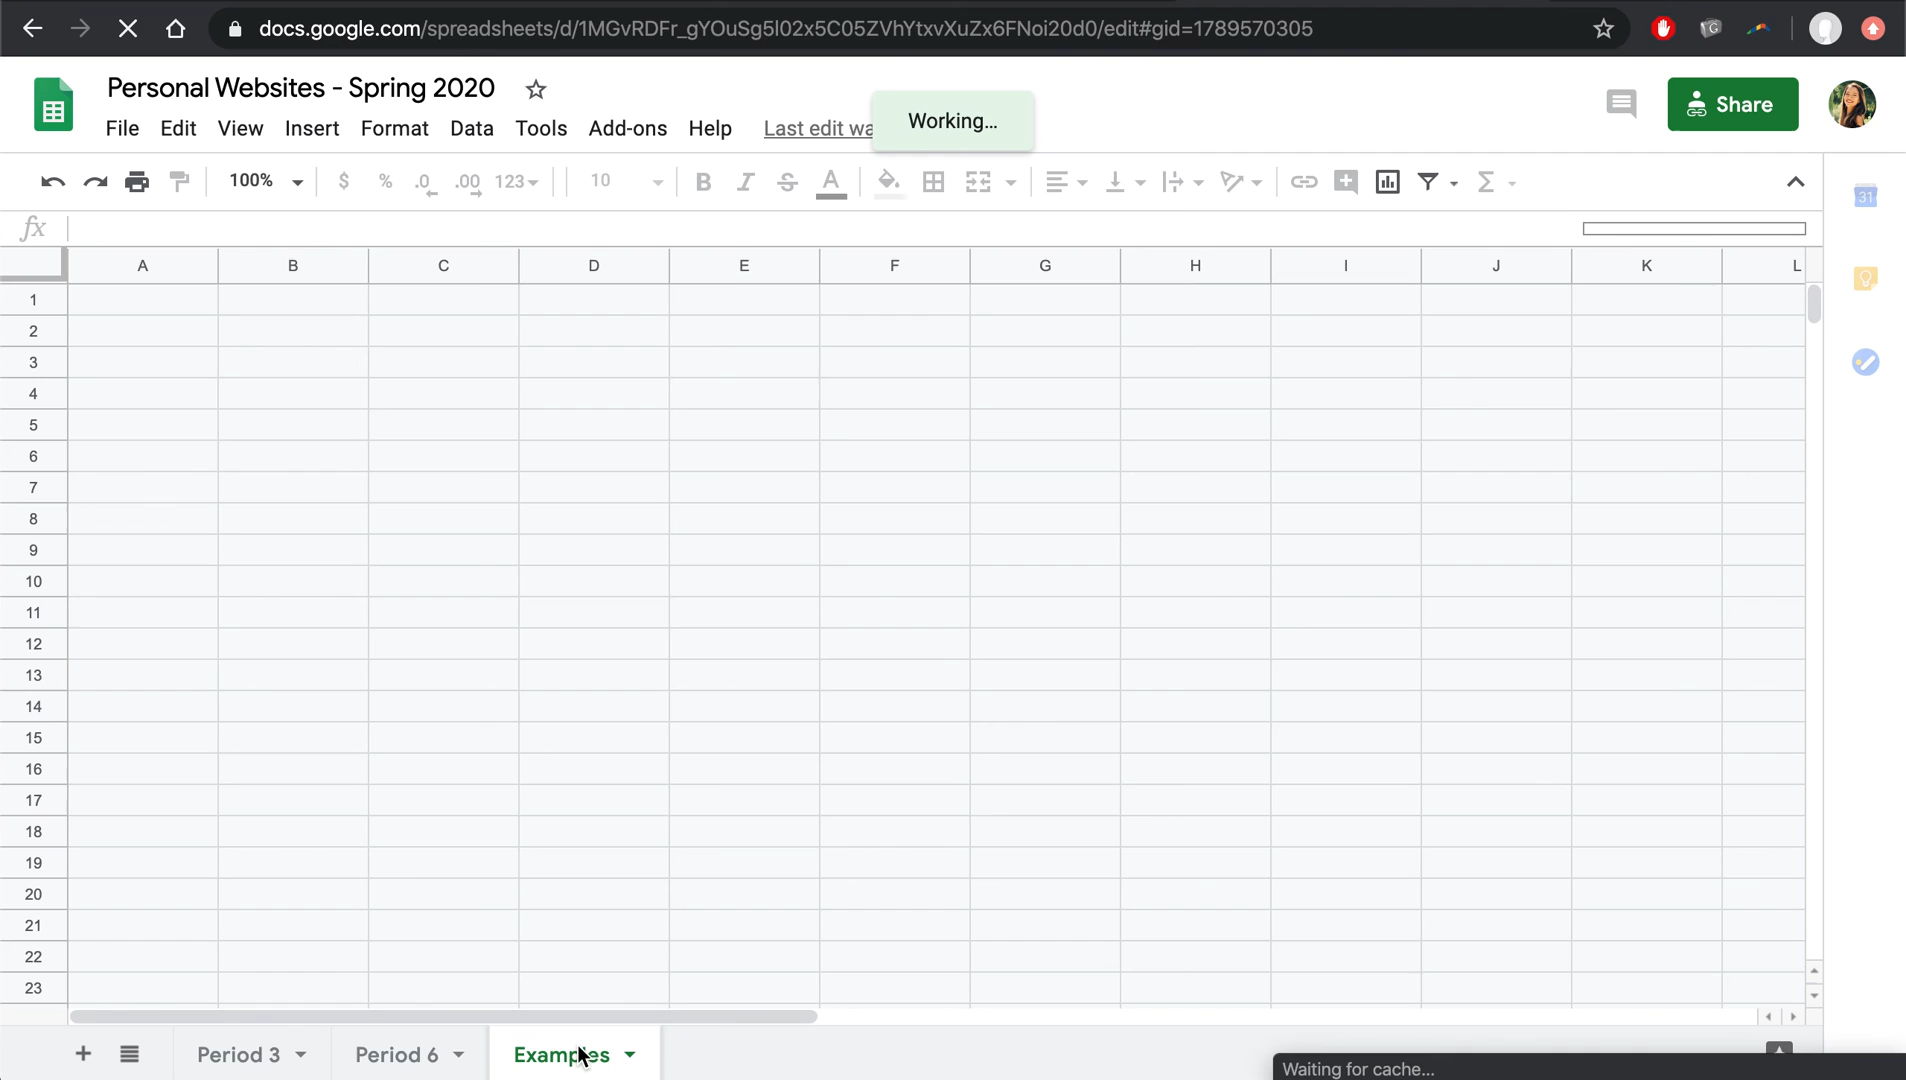 docs.google.com/spreadsheets/d/1MGvRDFr_gYOuSg5l02x5C05ZVhYtxvXuZx6FNoi20d0/edit#gid=1789570305
Personal Websites - Spring 2020
File Edit View Insert Format Data Tools Add-ons Help Last edit wa
Working...
Share
100% $ % .0 .00 123 10 B I S A
31
fx
A B C D E F G H I J K L
1
2
3
4
5
6
7
8
9
10
11
12
13
14
15
16
17
18
19
20
21
22
23
Period 3 Period 6 Examples
Waiting for cache...